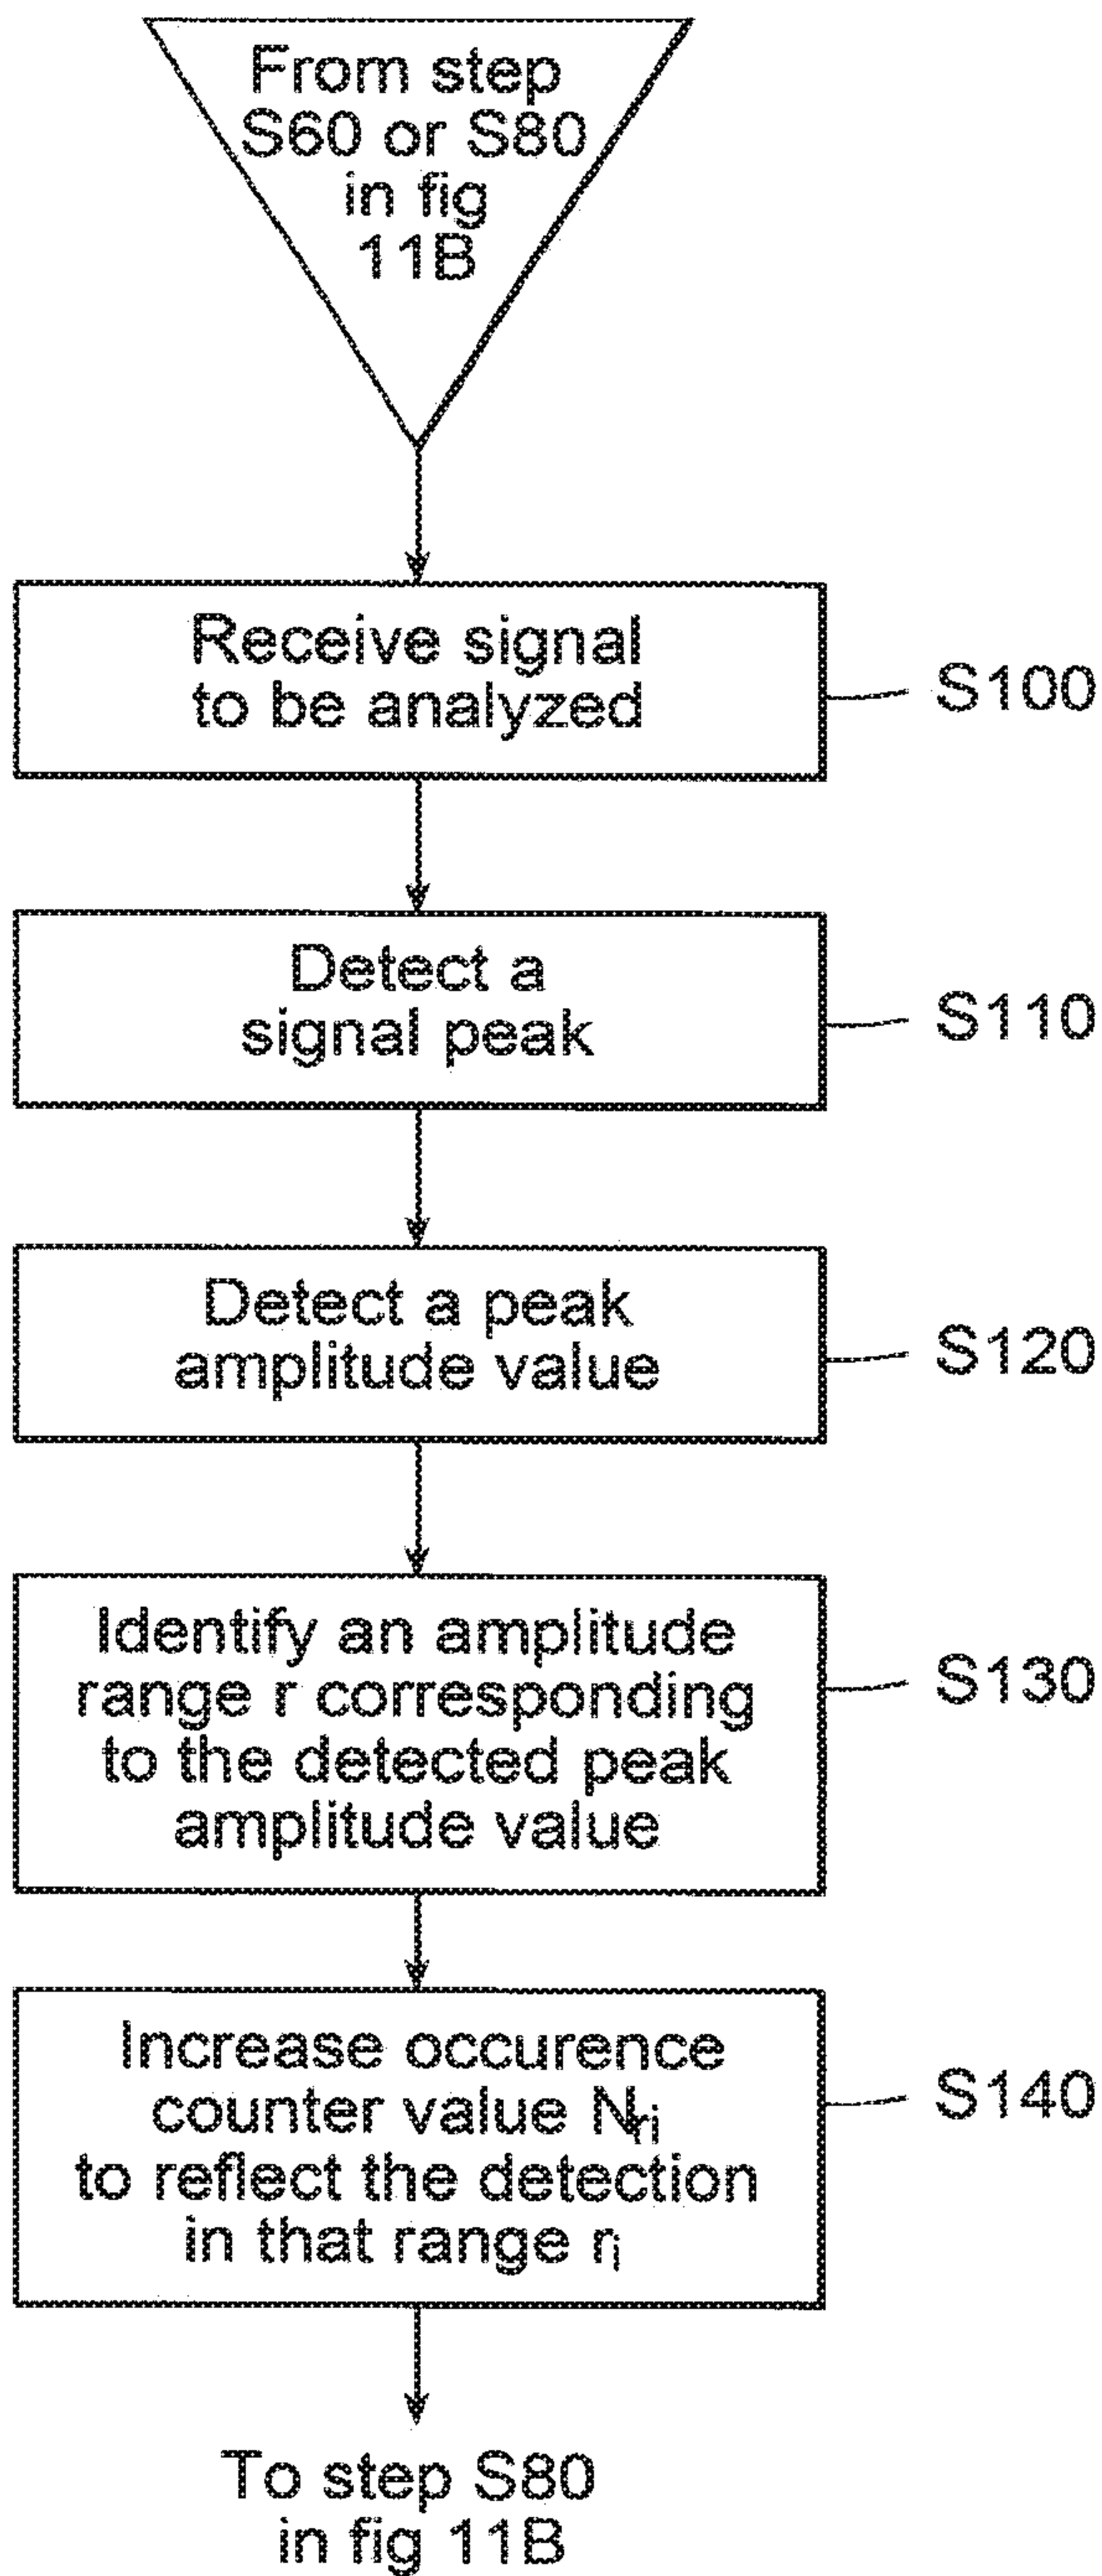 From step
S60 or S80
in fig
11B
Receive signal
to be analyzed
S100
Detect a
signal peak
S110
Detect a peak
amplitude value
S120
Identify an amplitude
range r corresponding
to the detected peak
amplitude value
S130
Increase occurence
counter value Nri
to reflect the detection
in that range ri
S140
To step S80
in fig 11B